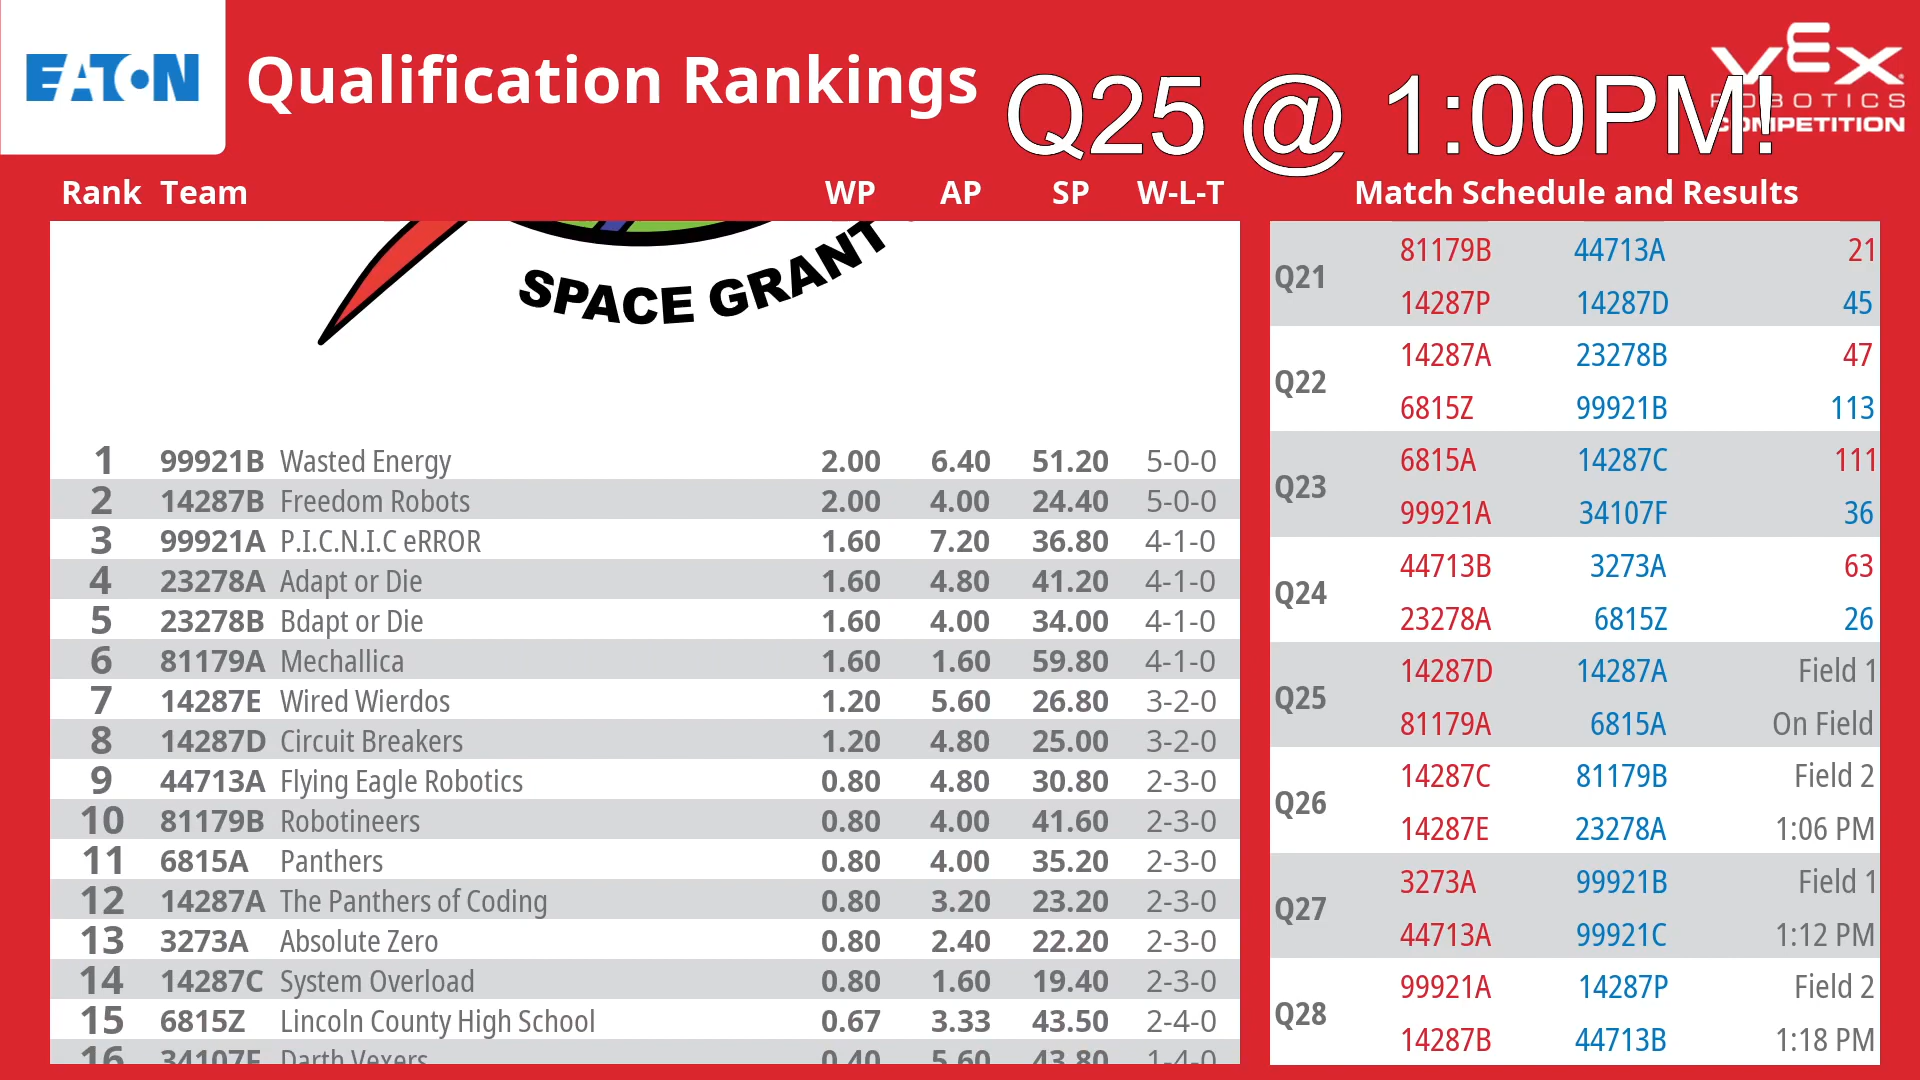 EATON
Qualification Rankings
Q25 @ 1:00PM!
VEX
ROBOTICS
COMPETITION
Rank Team WP AP SP W-L-T
SPACE GRANT
1 99921B Wasted Energy 2.00 6.40 51.20 5-0-0
2 14287B Freedom Robots 2.00 4.00 24.40 5-0-0
3 99921A P.I.C.N.I.C eRROR 1.60 7.20 36.80 4-1-0
4 23278A Adapt or Die 1.60 4.80 41.20 4-1-0
5 23278B Bdapt or Die 1.60 4.00 34.00 4-1-0
6 81179A Mechallica 1.60 1.60 59.80 4-1-0
7 14287E Wired Wierdos 1.20 5.60 26.80 3-2-0
8 14287D Circuit Breakers 1.20 4.80 25.00 3-2-0
9 44713A Flying Eagle Robotics 0.80 4.80 30.80 2-3-0
10 81179B Robotineers 0.80 4.00 41.60 2-3-0
11 6815A Panthers 0.80 4.00 35.20 2-3-0
12 14287A The Panthers of Coding 0.80 3.20 23.20 2-3-0
13 3273A Absolute Zero 0.80 2.40 22.20 2-3-0
14 14287C System Overload 0.80 1.60 19.40 2-3-0
15 6815Z Lincoln County High School 0.67 3.33 43.50 2-4-0
16 34107F Darth Vexers 0.40 5.60 43.80 1-4-0
Match Schedule and Results
Q21
81179B 44713A 21
14287P 14287D 45
Q22
14287A 23278B 47
6815Z 99921B 113
Q23
6815A 14287C 111
99921A 34107F 36
Q24
44713B 3273A 63
23278A 6815Z 26
Q25
14287D 14287A Field 1
81179A 6815A On Field
Q26
14287C 81179B Field 2
14287E 23278A 1:06 PM
Q27
3273A 99921B Field 1
44713A 99921C 1:12 PM
Q28
99921A 14287P Field 2
14287B 44713B 1:18 PM